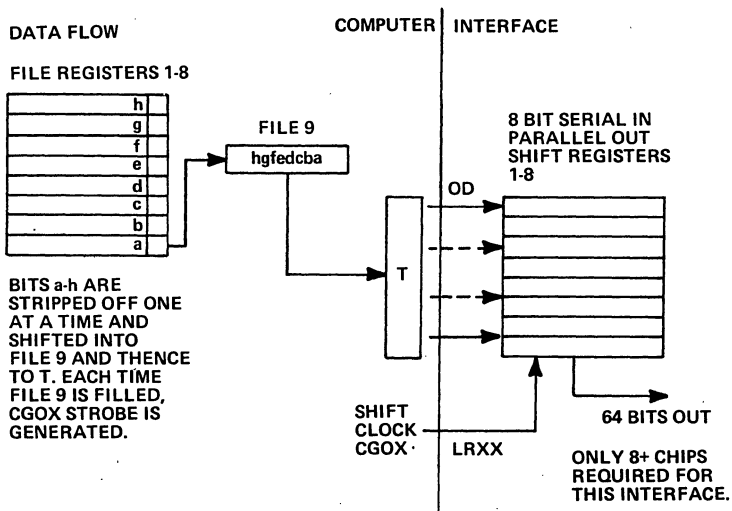 DATA FLOW
COMPUTER
INTERFACE
FILE REGISTERS 1-8
h
g
f
e
d
c
b
a
FILE 9
hgfedcba
8 BIT SERIAL IN
PARALLEL OUT
SHIFT REGISTERS
1-8
OD
T
BITS a-h ARE
STRIPPED OFF ONE
AT A TIME AND
SHIFTED INTO
FILE 9 AND THENCE
TO T. EACH TIME
FILE 9 IS FILLED,
CGOX STROBE IS
GENERATED.
SHIFT
CLOCK
CGOX
LRXX
64 BITS OUT
ONLY 8+ CHIPS
REQUIRED FOR
THIS INTERFACE.